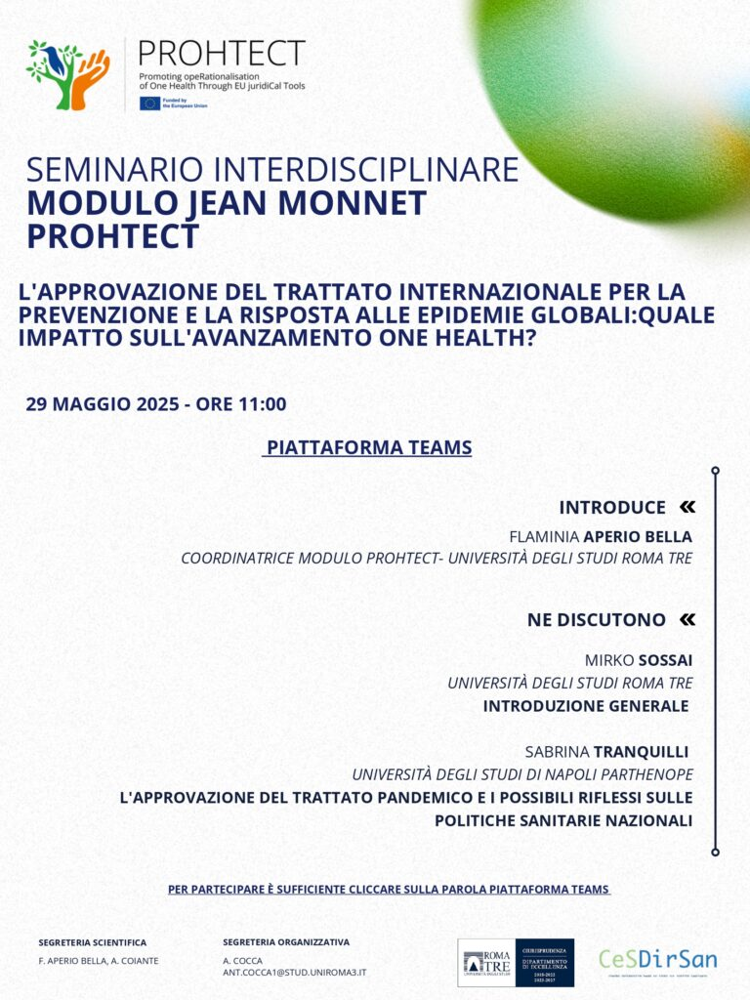 PROHTECT
Promoting opeRationalisation
of One Health Through EU juridiCal Tools
Funded by
the European Union
SEMINARIO INTERDISCIPLINARE
MODULO JEAN MONNET
PROHTECT
L'APPROVAZIONE DEL TRATTATO INTERNAZIONALE PER LA
PREVENZIONE E LA RISPOSTA ALLE EPIDEMIE GLOBALI:QUALE
IMPATTO SULL'AVANZAMENTO ONE HEALTH?
29 MAGGIO 2025 - ORE 11:00
PIATTAFORMA TEAMS
INTRODUCE «
FLAMINIA APERIO BELLA
COORDINATRICE MODULO PROHTECT- UNIVERSITÀ DEGLI STUDI ROMA TRE
NE DISCUTONO «
MIRKO SOSSAI
UNIVERSITÀ DEGLI STUDI ROMA TRE
INTRODUZIONE GENERALE
SABRINA TRANQUILLI
UNIVERSITÀ DEGLI STUDI DI NAPOLI PARTHENOPE
L'APPROVAZIONE DEL TRATTATO PANDEMICO E I POSSIBILI RIFLESSI SULLE
POLITICHE SANITARIE NAZIONALI
PER PARTECIPARE È SUFFICIENTE CLICCARE SULLA PAROLA PIATTAFORMA TEAMS
SEGRETERIA SCIENTIFICA
F. APERIO BELLA, A. COIANTE
SEGRETERIA ORGANIZZATIVA
A. COCCA
ANT.COCCA1@STUD.UNIROMA3.IT
ROMA
TRE
UNIVERSITÀ DEGLI STUDI
GIURISPRUDENZA
DIPARTIMENTO
DI ECCELLENZA
2018-2022
2023-2027
CeSDirSan